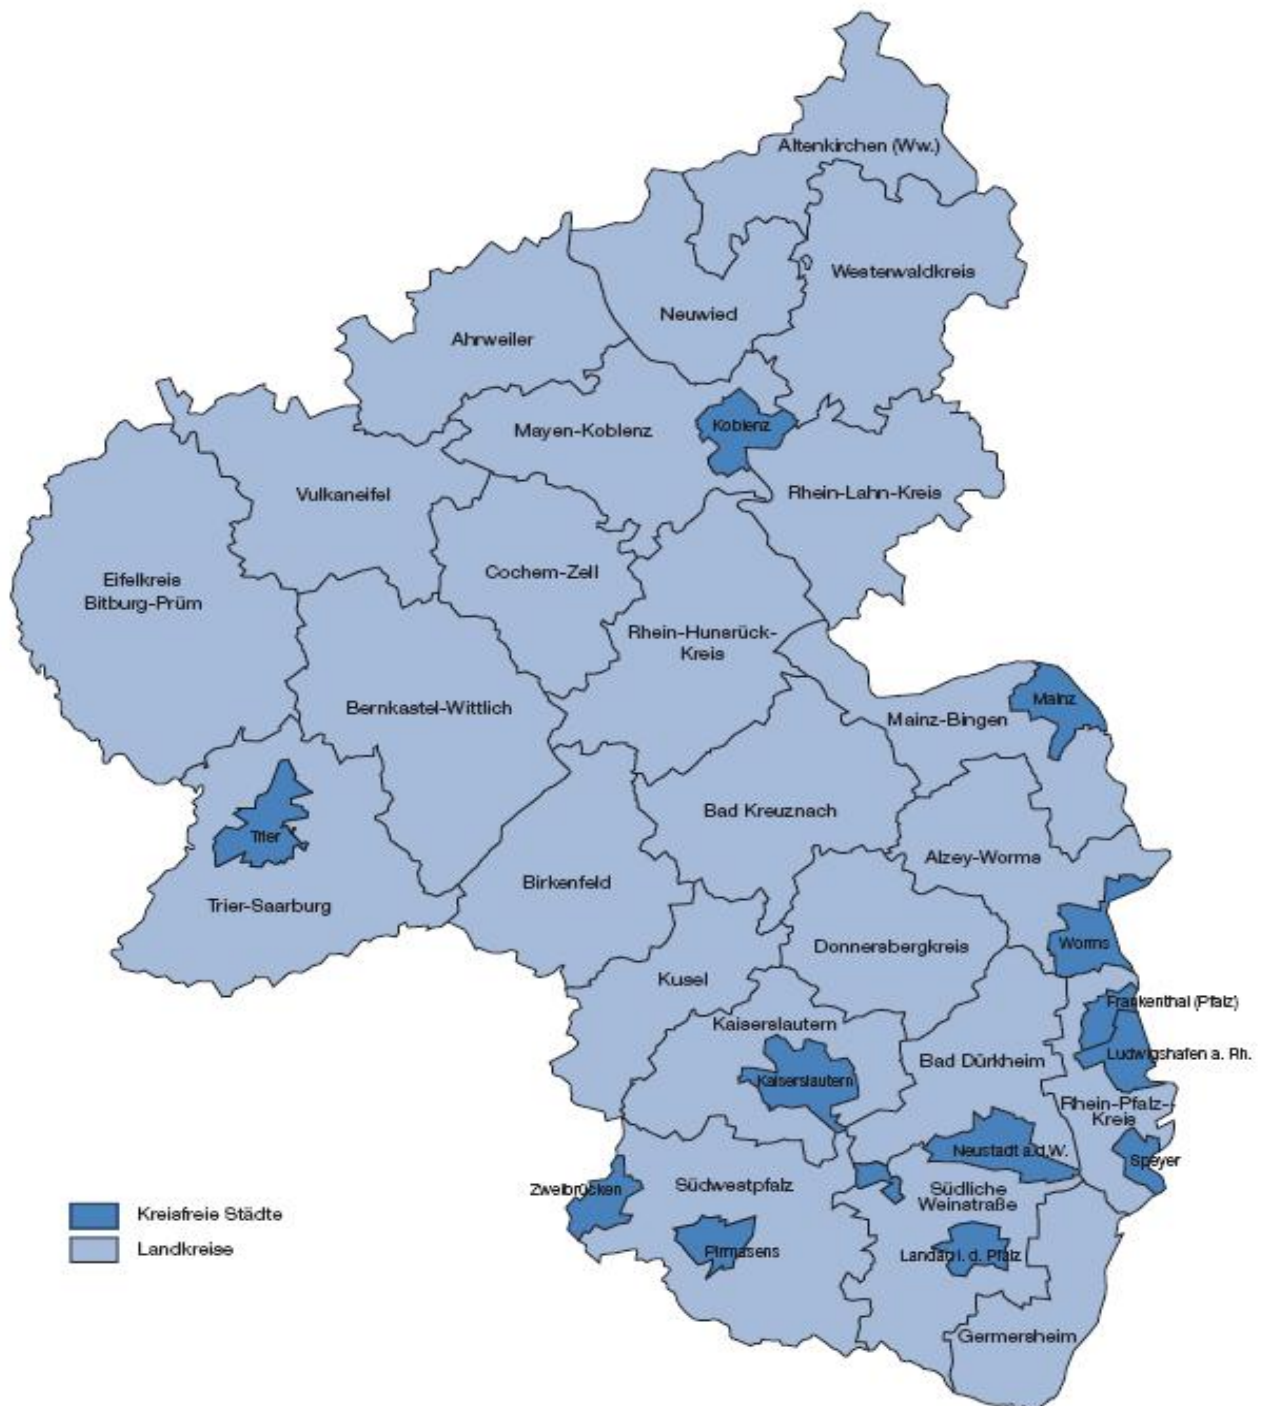 Altenkirchen (Ww.)
Westerwaldkreis
Neuwied
Ahrweiler
Mayen-Koblenz
Koblenz
Rhein-Lahn-Kreis
Vulkaneifel
Cochem-Zell
Eifelkreis
Bitburg-Prüm
Rhein-Hunsrück-
Kreis
Bernkastel-Wittlich
Mainz
Mainz-Bingen
Bad Kreuznach
Trier
Alzey-Worms
Birkenfeld
Trier-Saarburg
Donnersbergkreis
Worms
Kusel
Frankenthal (Pfalz)
Kaiserslautern
Ludwigshafen a. Rh.
Bad Dürkheim
Kaiserslautern
Rhein-Pfalz-
Kreis
Neustadt a.d.W.
Speyer
Zweibrücken
Südwestpfalz
Südliche
Weinstraße
Pirmasens
Landau i. d. Pfalz
Germersheim
Kreisfreie Städte
Landkreise